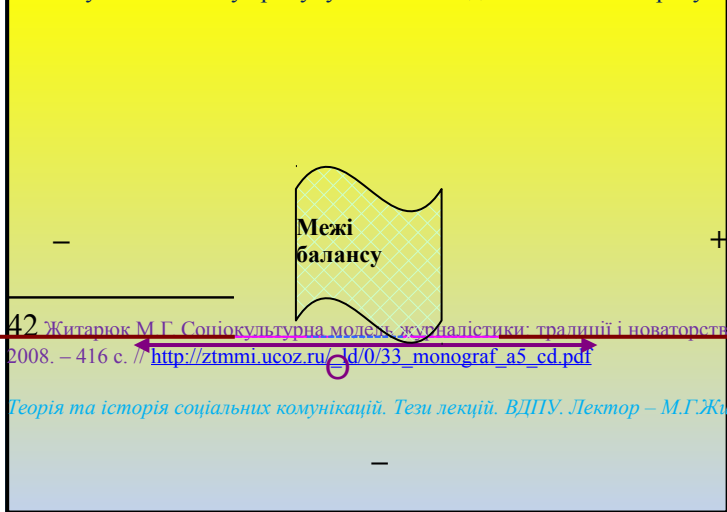 –
+
Межі
балансу
42 Житарюк М.Г. Соціокультурна модель журналістики: традиції і новаторств
2008. – 416 с. // http://ztmmi.ucoz.ru/_ld/0/33_monograf_a5_cd.pdf
О
Теорія та історія соціальних комунікацій. Тези лекцій. ВДПУ. Лектор – М.Г.Жи
–